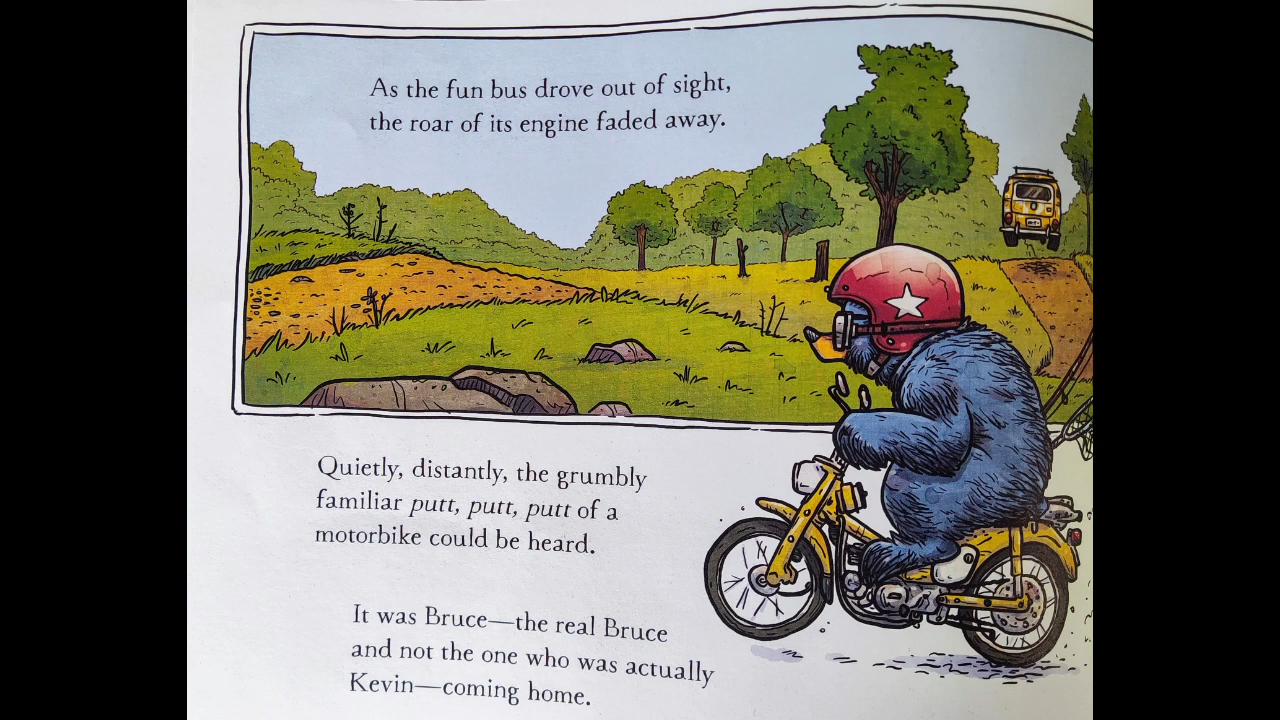 As the fun bus drove out of sight,
the roar of its engine faded away.
Quietly, distantly, the grumbly
familiar putt, putt, putt of a
motorbike could be heard.
It was Bruce—the real Bruce
and not the one who was actually
Kevin—coming home.